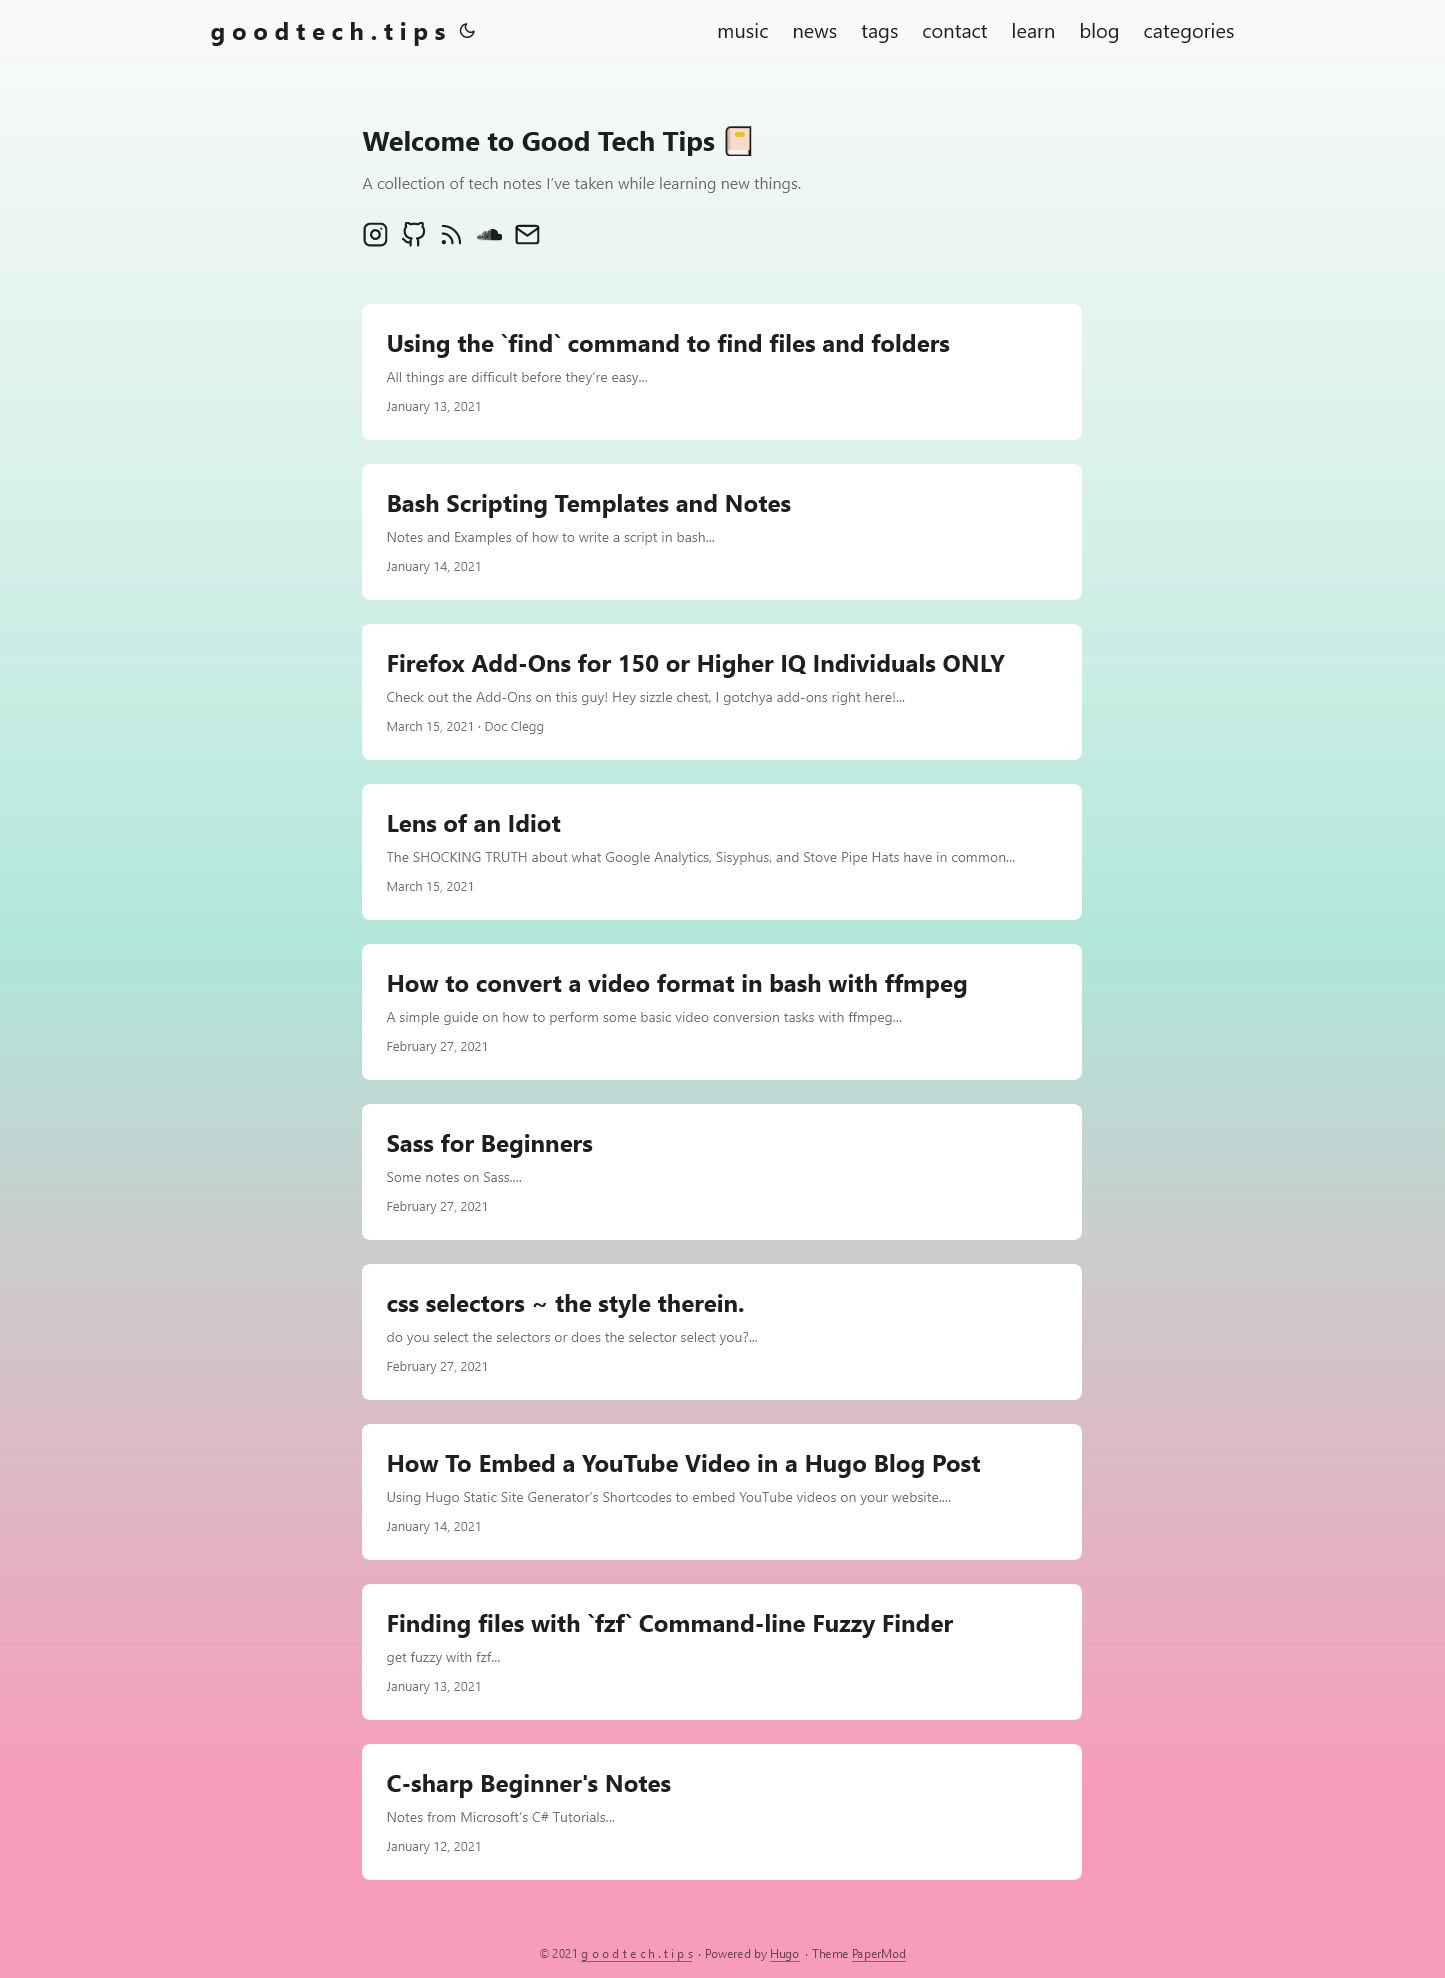 goodtech.tips
music news tags contact learn blog categories
Welcome to Good Tech Tips
A collection of tech notes I’ve taken while learning new things.
Using the `find` command to find files and folders
All things are difficult before they’re easy...
January 13, 2021
Bash Scripting Templates and Notes
Notes and Examples of how to write a script in bash...
January 14, 2021
Firefox Add-Ons for 150 or Higher IQ Individuals ONLY
Check out the Add-Ons on this guy! Hey sizzle chest, I gotchya add-ons right here!...
March 15, 2021 · Doc Clegg
Lens of an Idiot
The SHOCKING TRUTH about what Google Analytics, Sisyphus, and Stove Pipe Hats have in common...
March 15, 2021
How to convert a video format in bash with ffmpeg
A simple guide on how to perform some basic video conversion tasks with ffmpeg...
February 27, 2021
Sass for Beginners
Some notes on Sass....
February 27, 2021
css selectors ~ the style therein.
do you select the selectors or does the selector select you?...
February 27, 2021
How To Embed a YouTube Video in a Hugo Blog Post
Using Hugo Static Site Generator’s Shortcodes to embed YouTube videos on your website....
January 14, 2021
Finding files with `fzf` Command-line Fuzzy Finder
get fuzzy with fzf...
January 13, 2021
C-sharp Beginner's Notes
Notes from Microsoft’s C# Tutorials...
January 12, 2021
© 2021 goodtech.tips · Powered by Hugo · Theme PaperMod